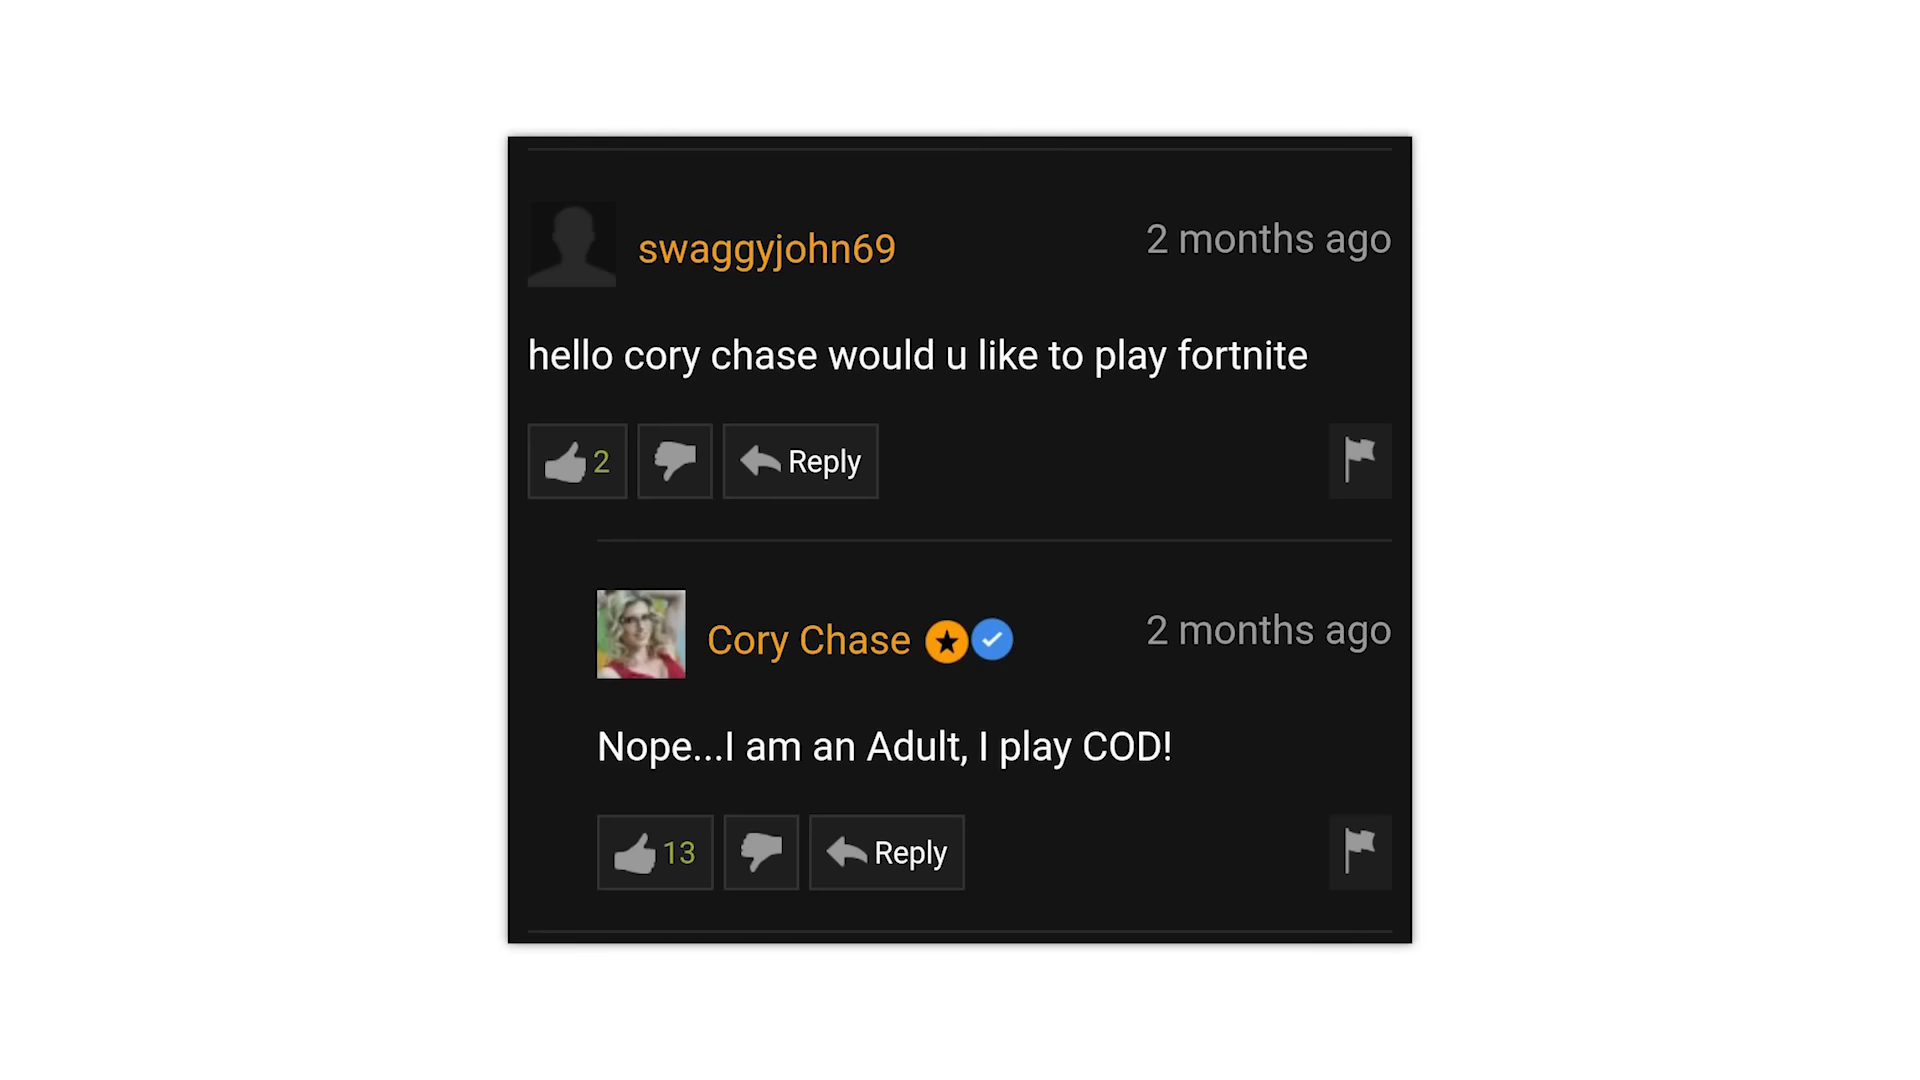 swaggyjohn69
2 months ago
hello cory chase would u like to play fortnite
2
Reply
Cory Chase
2 months ago
Nope...I am an Adult, I play COD!
13
Reply